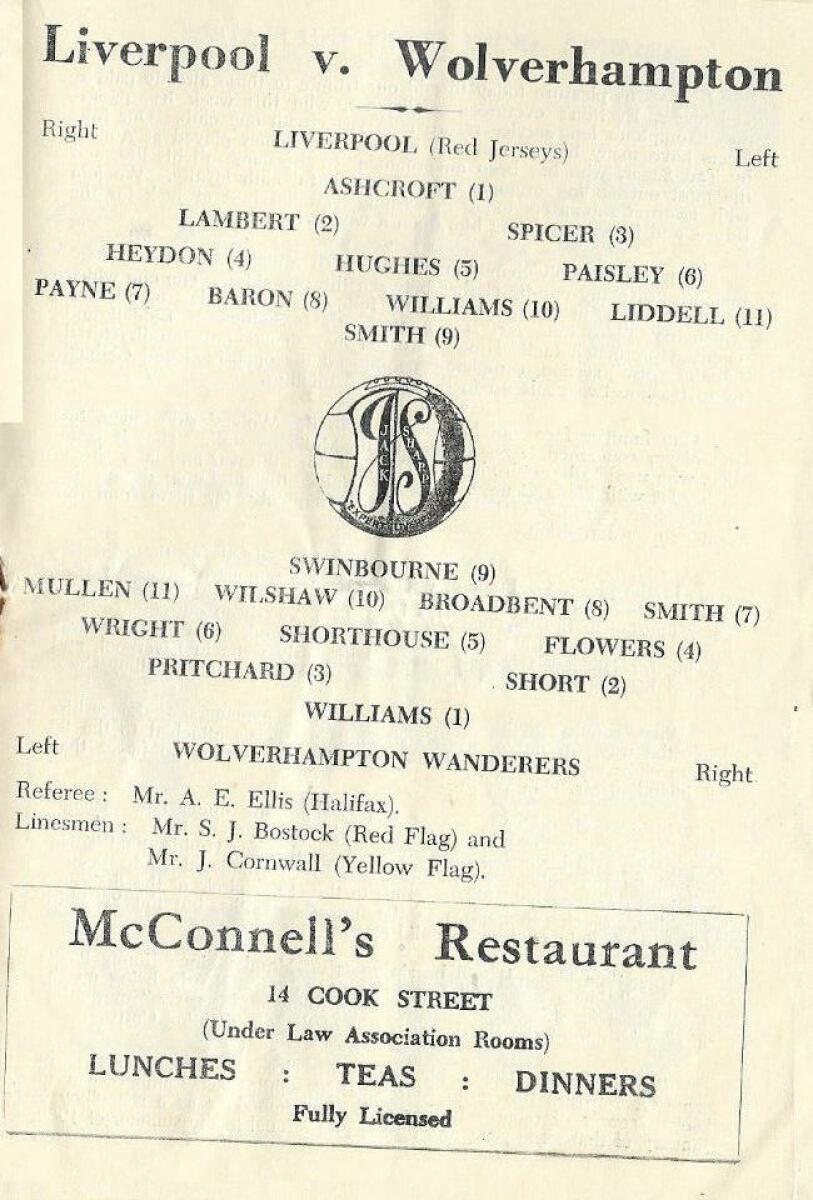 Liverpool v. Wolverhampton
Right LIVERPOOL (Red Jerseys) Left
ASHCROFT (1)
LAMBERT (2) SPICER (3)
HEYDON (4) HUGHES (5) PAISLEY (6)
PAYNE (7) BARON (8) WILLIAMS (10) LIDDELL (11)
SMITH (9)
JACK SHARP
EXPERT
SWINBOURNE (9)
MULLEN (11) WILSHAW (10) BROADBENT (8) SMITH (7)
WRIGHT (6) SHORTHOUSE (5) FLOWERS (4)
PRITCHARD (3) SHORT (2)
WILLIAMS (1)
Left WOLVERHAMPTON WANDERERS Right
Referee : Mr. A. E. Ellis (Halifax).
Linesmen : Mr. S. J. Bostock (Red Flag) and
Mr. J. Cornwall (Yellow Flag).
McConnell's Restaurant
14 COOK STREET
(Under Law Association Rooms)
LUNCHES : TEAS : DINNERS
Fully Licensed